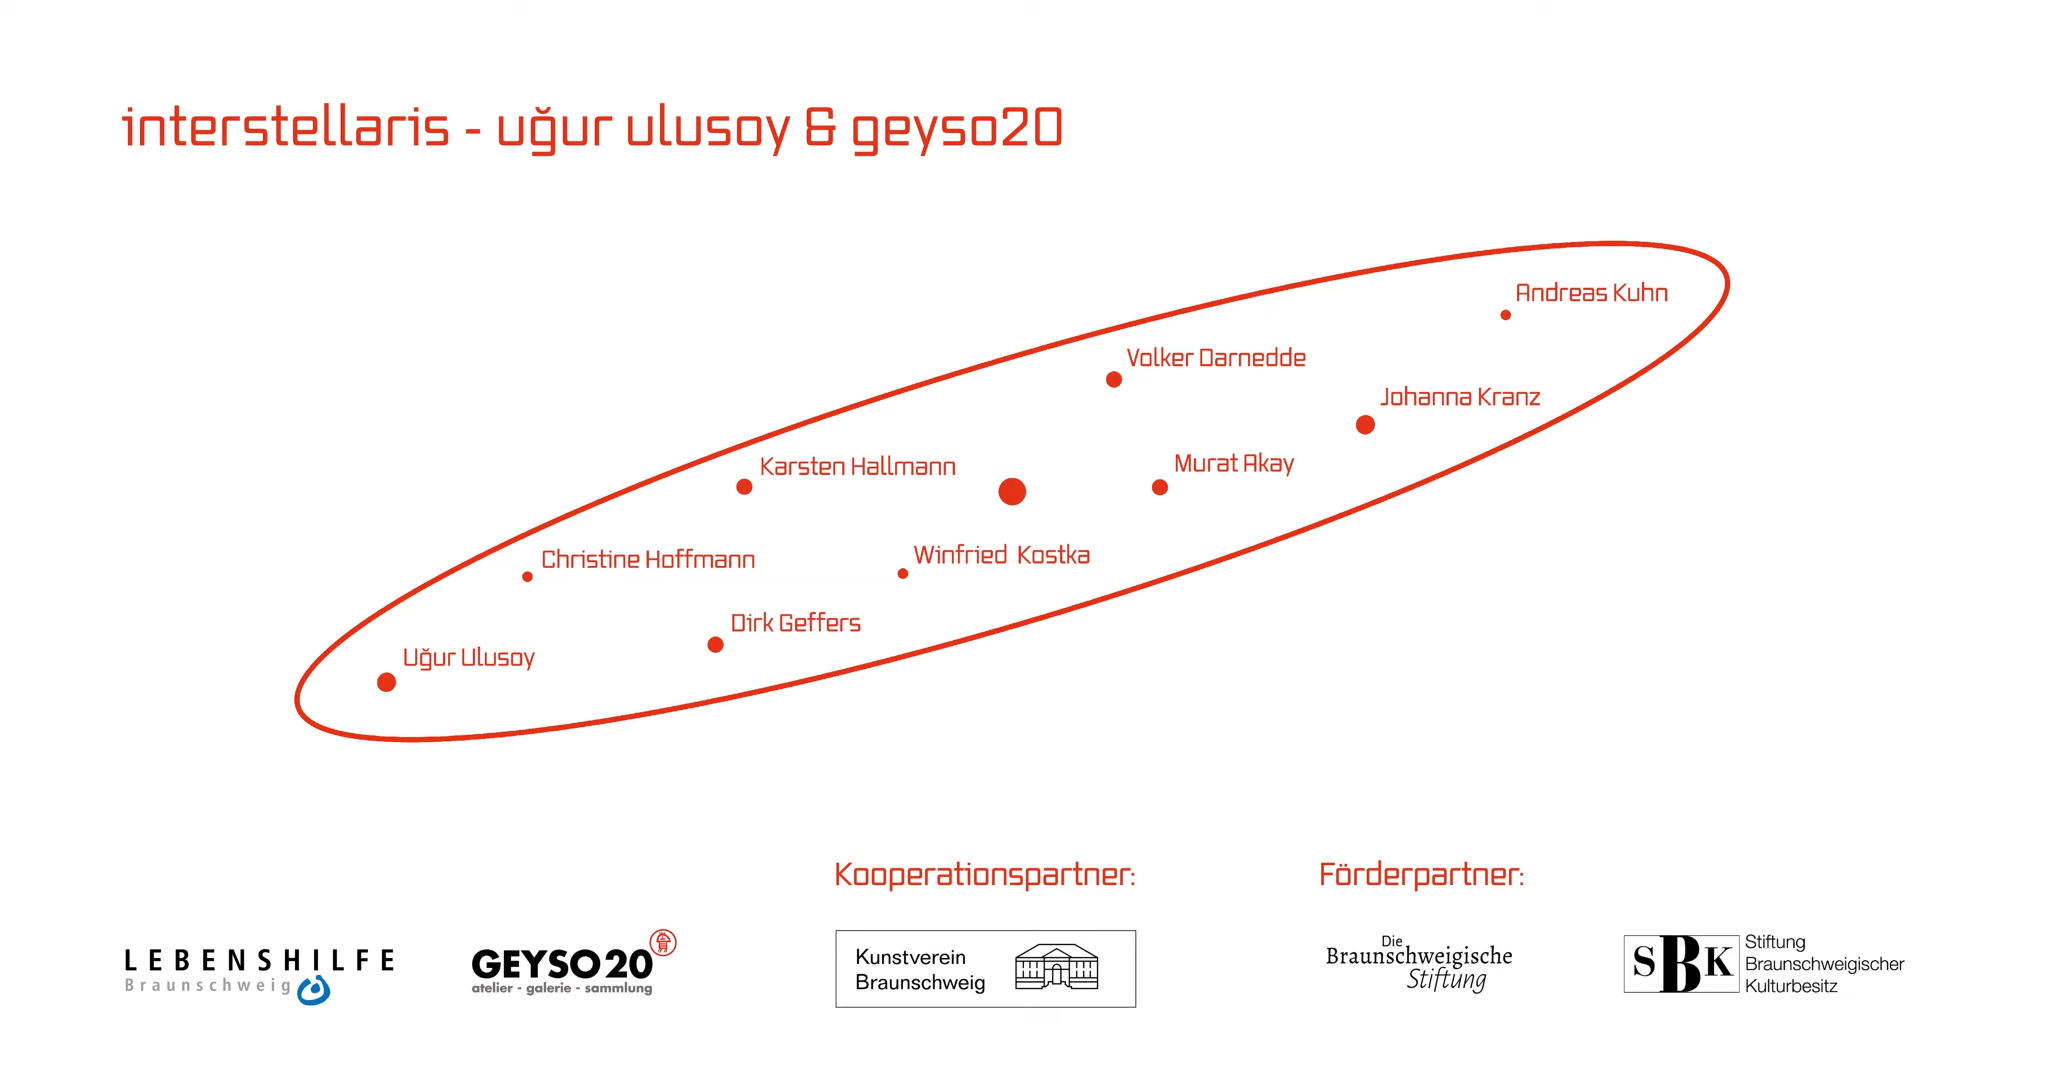 interstellaris - uğur ulusoy & geyso20
Andreas Kuhn
Volker Darnedde
Johanna Kranz
Karsten Hallmann
Murat Akay
Christine Hoffmann
Winfried Kostka
Dirk Geffers
Uğur Ulusoy
Kooperationspartner:
Förderpartner:
LEBENSHILFE
Braunschweig
GEYSO20
atelier - galerie - sammlung
Kunstverein
Braunschweig
Die
Braunschweigische
Stiftung
SBK
Stiftung
Braunschweigischer
Kulturbesitz